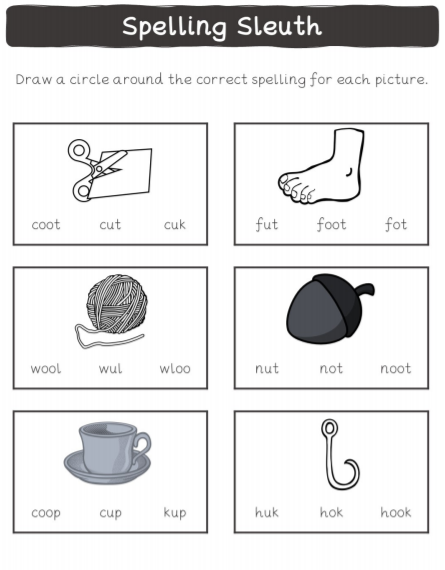 Spelling Sleuth
Draw a circle around the correct spelling for each picture.
coot cut cuk
fut foot fot
wool wul wloo
nut not noot
coop cup kup
huk hok hook